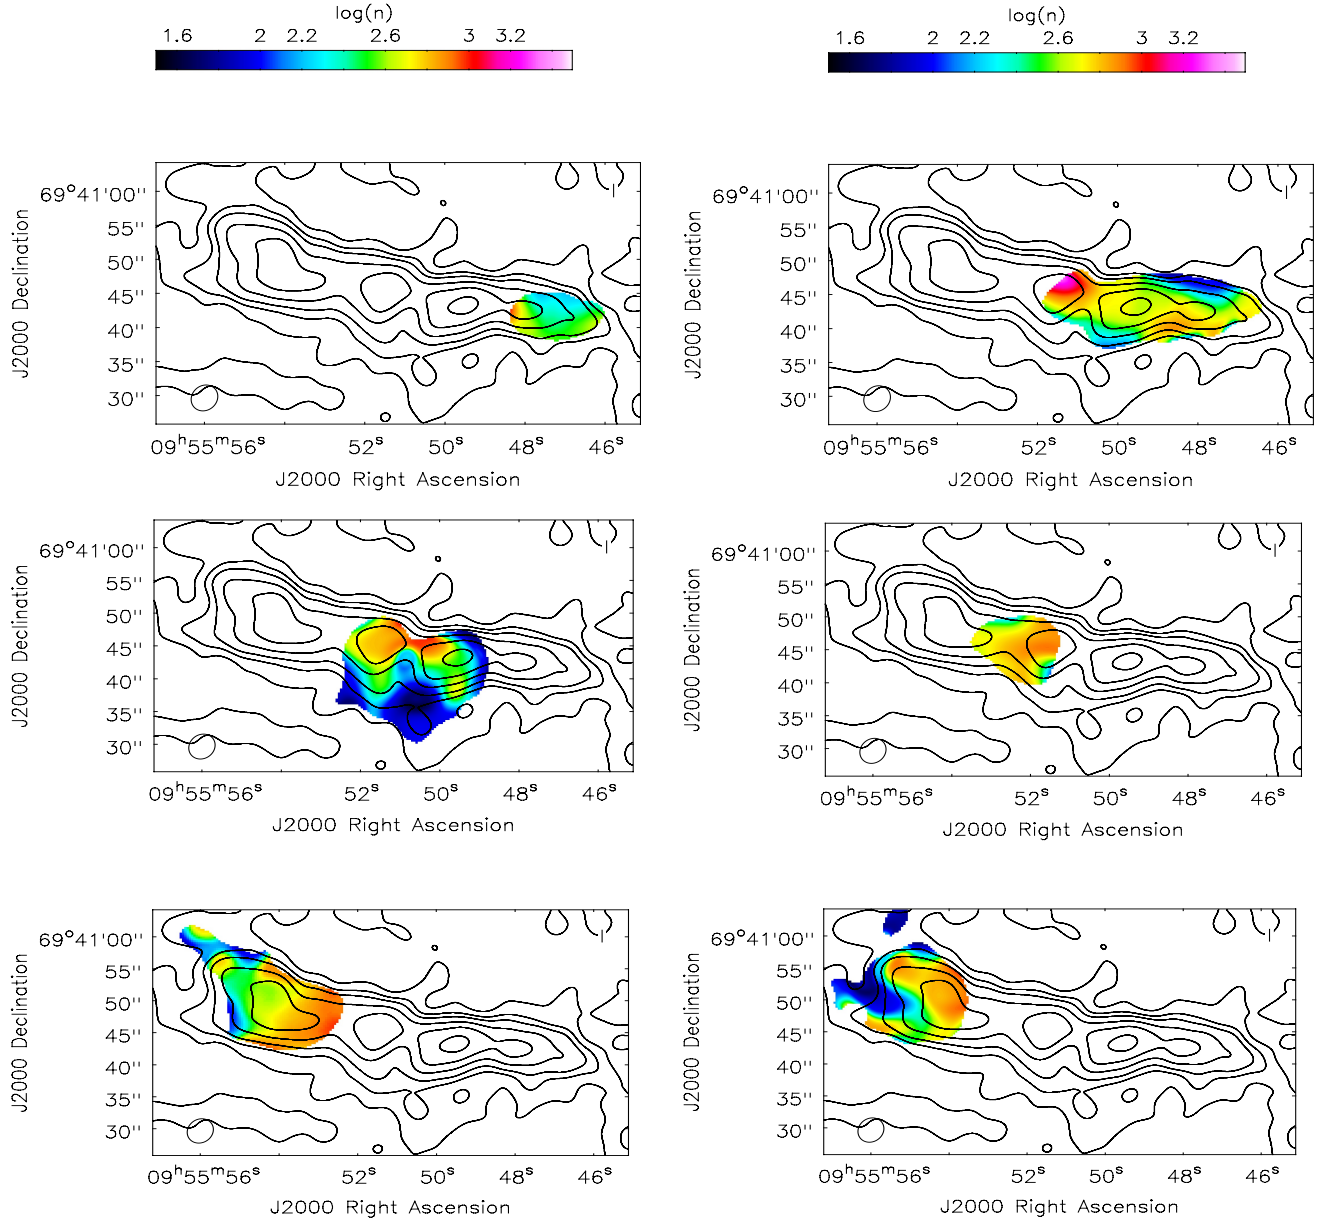 log(n) log(n)
1.6 2 2.2 2.6 3 3.2 1.6 2 2.2 2.6 3 3.2
69°41'00''
55''
50''
45''
40''
35''
30''
J2000 Declination
09ʰ55ᵐ56ˢ 52ˢ 50ˢ 48ˢ 46ˢ
J2000 Right Ascension
69°41'00''
55''
50''
45''
40''
35''
30''
J2000 Declination
09ʰ55ᵐ56ˢ 52ˢ 50ˢ 48ˢ 46ˢ
J2000 Right Ascension
69°41'00''
55''
50''
45''
40''
35''
30''
J2000 Declination
09ʰ55ᵐ56ˢ 52ˢ 50ˢ 48ˢ 46ˢ
J2000 Right Ascension
69°41'00''
55''
50''
45''
40''
35''
30''
J2000 Declination
09ʰ55ᵐ56ˢ 52ˢ 50ˢ 48ˢ 46ˢ
J2000 Right Ascension
69°41'00''
55''
50''
45''
40''
35''
30''
J2000 Declination
09ʰ55ᵐ56ˢ 52ˢ 50ˢ 48ˢ 46ˢ
J2000 Right Ascension
69°41'00''
55''
50''
45''
40''
35''
30''
J2000 Declination
09ʰ55ᵐ56ˢ 52ˢ 50ˢ 48ˢ 46ˢ
J2000 Right Ascension